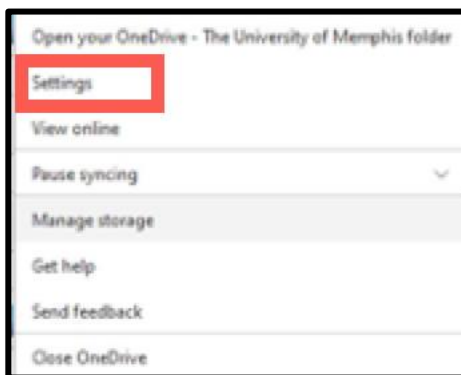 Open your OneDrive - The University of Memphis folder
Settings
View online
Pause syncing
Manage storage
Get help
Send feedback
Close OneDrive